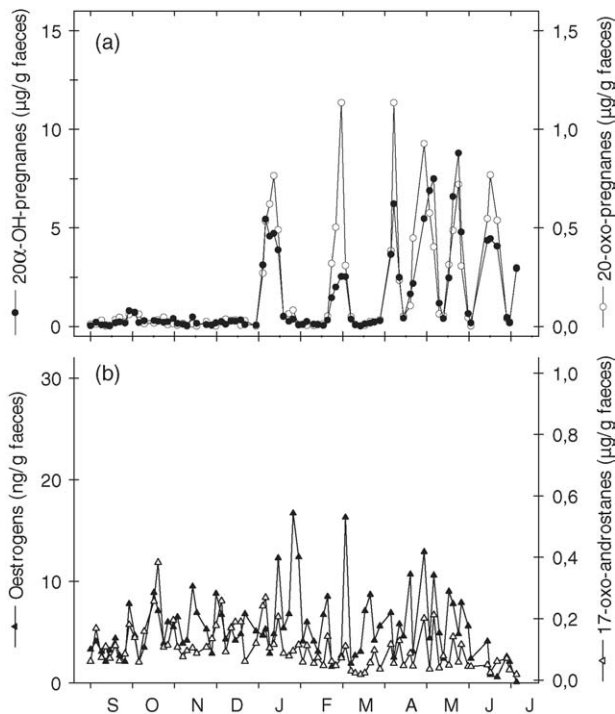 (a)
15
10
5
0
20α-OH-pregnanes (µg/g faeces)
1,5
1,0
0,5
0,0
20-oxo-pregnanes (µg/g faeces)
(b)
30
20
10
0
Oestrogens (ng/g faeces)
1,0
0,8
0,6
0,4
0,2
0,0
17-oxo-androstanes (µg/g faeces)
S O N D J F M A M J